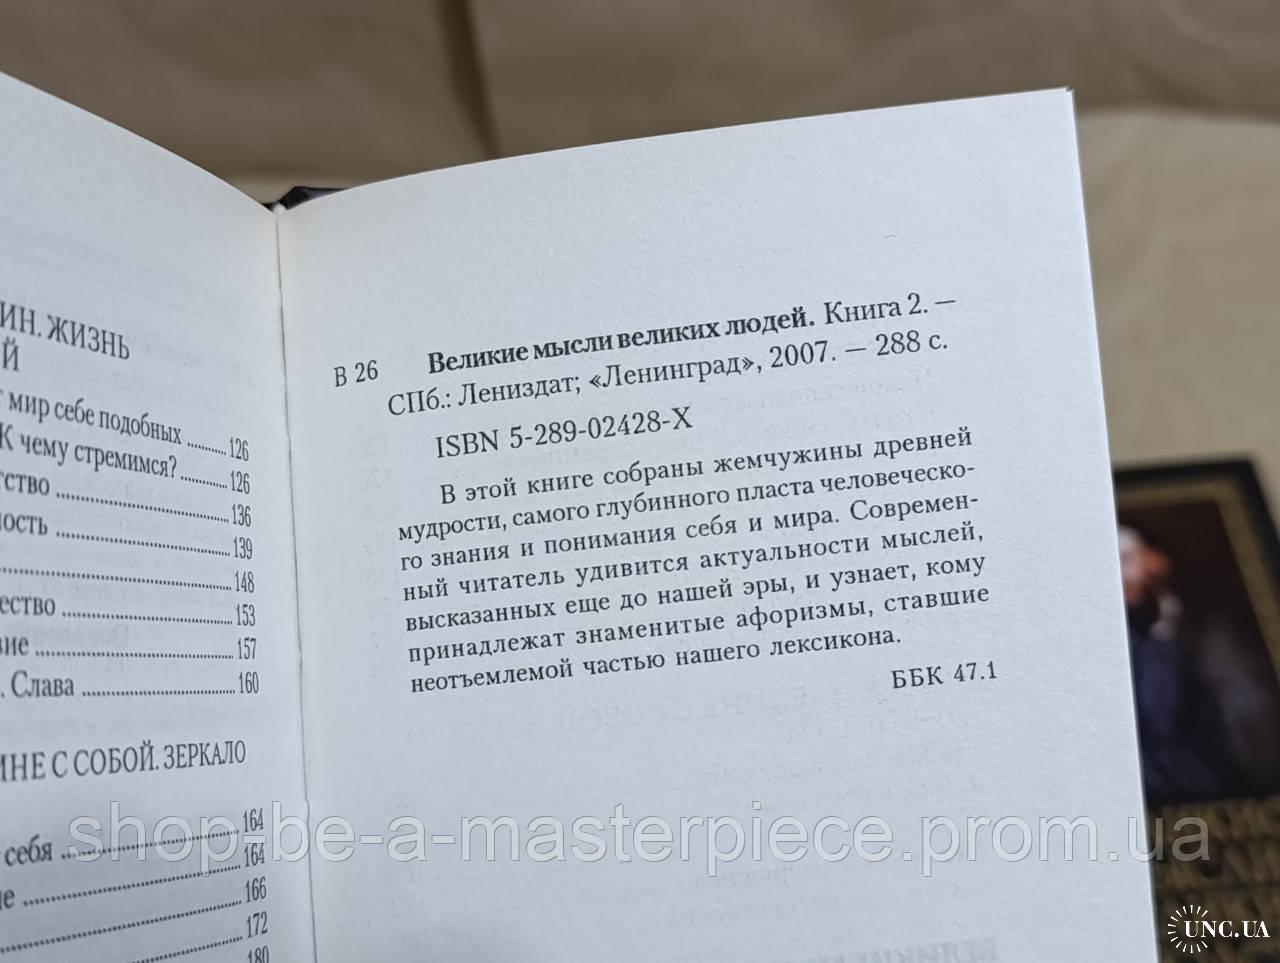 ИН. ЖИЗНЬ
Й
мир себе подобных .......... 126
К чему стремимся? ............ 126
тство ........................................ 136
ность ........................................ 139
........................................ 148
ество ........................................ 153
вие ........................................ 157
. Слава ........................................ 160
ИНЕ С СОБОЙ. ЗЕРКАЛО
........................................ 164
себя ........................................ 164
е ........................................ 166
........................................ 172
........................................ 180
В 26
Великие мысли великих людей. Книга 2. —
СПб.: Лениздат; «Ленинград», 2007. — 288 с.
ISBN 5-289-02428-X
В этой книге собраны жемчужины древней
мудрости, самого глубинного пласта человеческо-
го знания и понимания себя и мира. Современ-
ный читатель удивится актуальности мыслей,
высказанных еще до нашей эры, и узнает, кому
принадлежат знаменитые афоризмы, ставшие
неотъемлемой частью нашего лексикона.
ББК 47.1
shop-be-a-masterpiece.prom.ua
UNC.UA